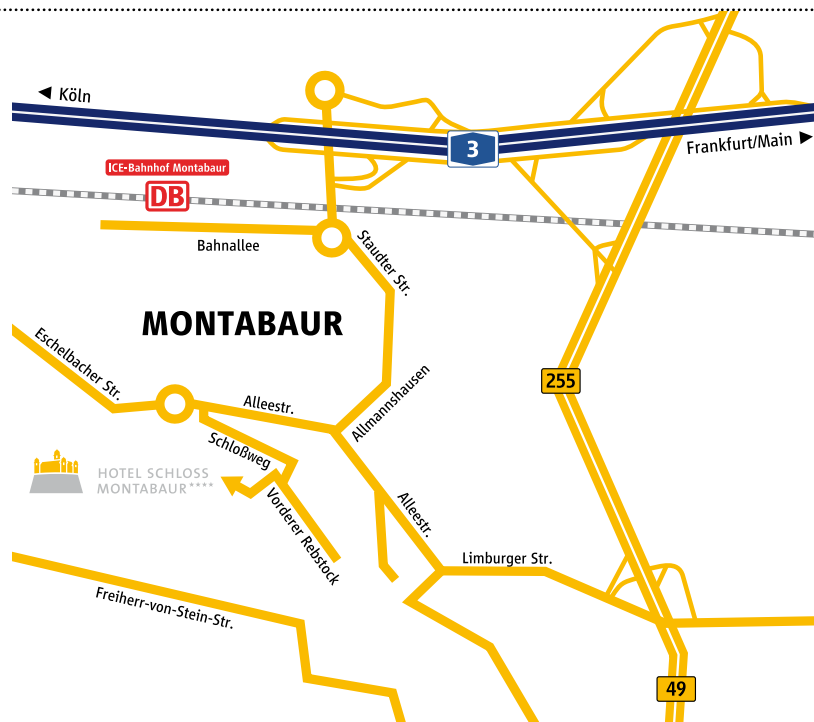 ◄ Köln
3
Frankfurt/Main ►
ICE-Bahnhof Montabaur
DB
Bahnallee
Staudter Str.
MONTABAUR
Eschelbacher Str.
255
Alleestr.
Allmannshausen
Schloßweg
HOTEL SCHLOSS
MONTABAUR****
Vorderer Rebstock
Alleestr.
Limburger Str.
Freiherr-von-Stein-Str.
49